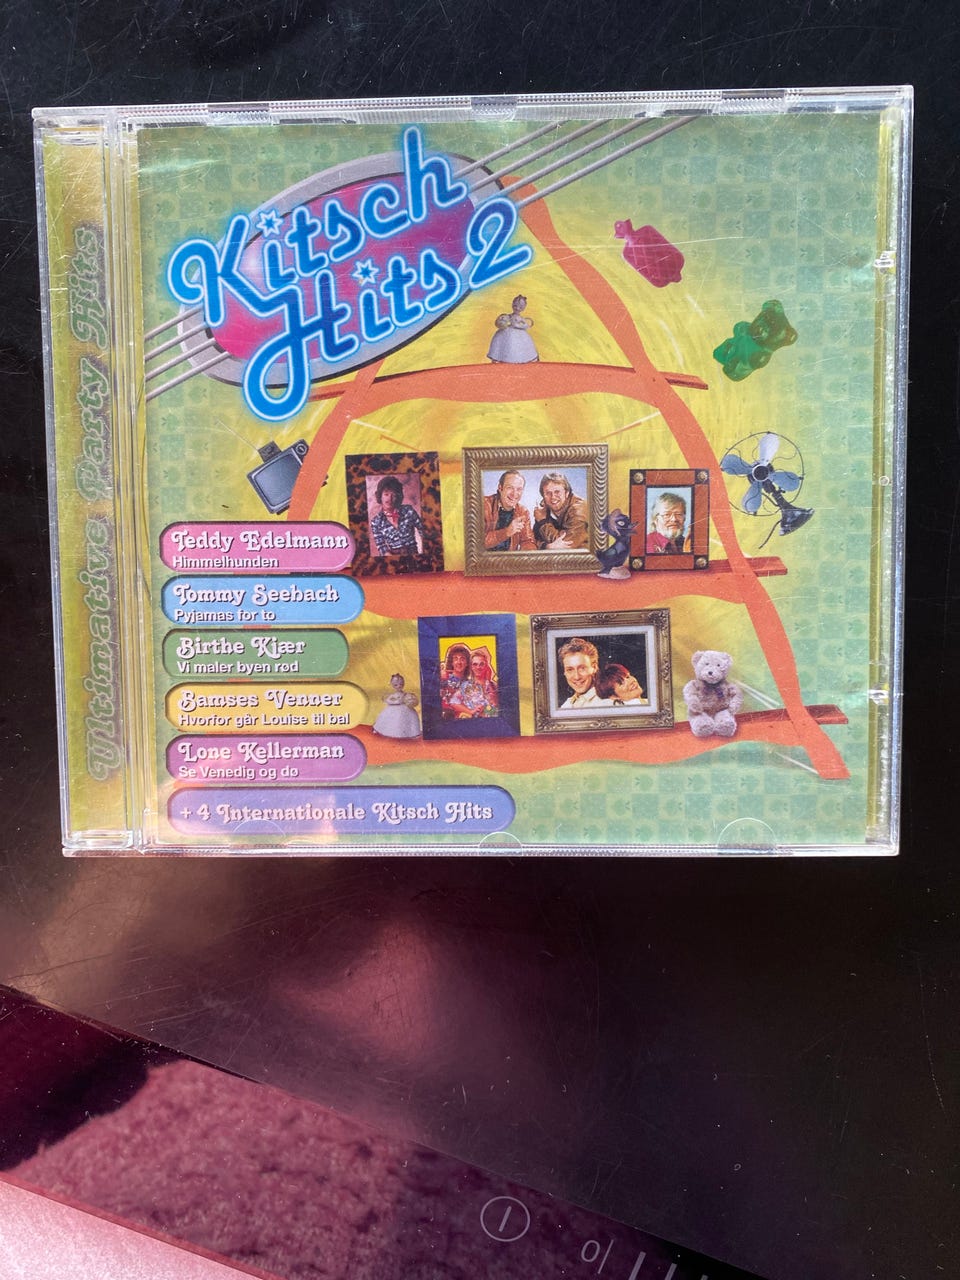 Kitsch
Hits 2
Ultimative Party Hits
Teddy Edelmann
Himmelhunden
Tommy Seebach
Pyjamas for to
Birthe Kjær
Vi maler byen rød
Samses Venner
Hvorfor går Louise til bal
Lone Kellerman
Se Venedig og dø
+ 4 Internationale Kitsch Hits